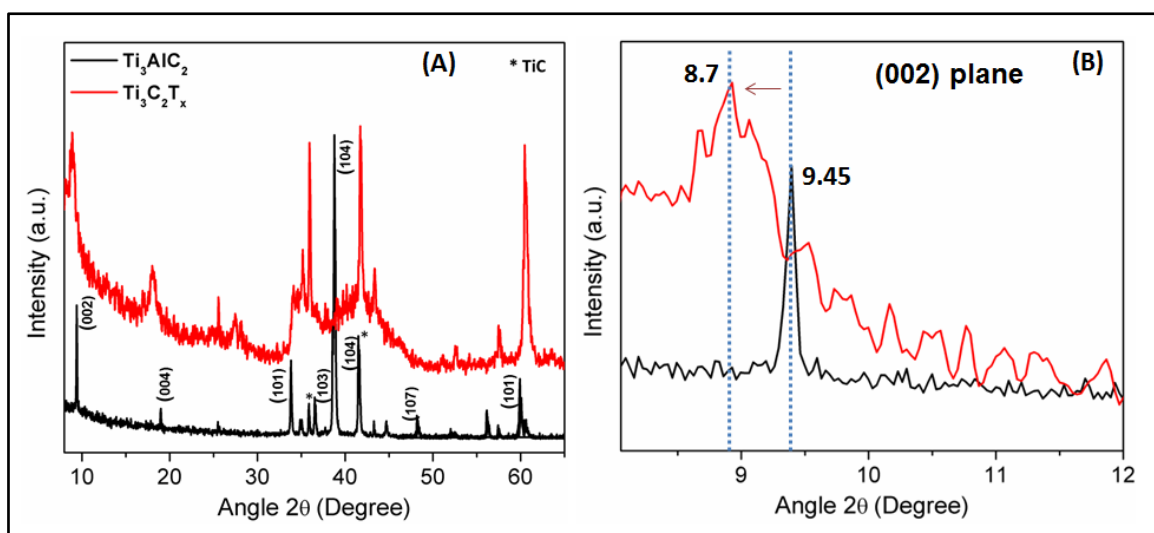 Ti₃AlC₂
Ti₃C₂Tₓ
(A)
* TiC
(002)
(004)
(101)
*
(103)
(104)
(104)
*
(107)
(101)
Intensity (a.u.)
10 20 30 40 50 60
Angle 2θ (Degree)
(B)
8.7
(002) plane
9.45
Intensity (a.u.)
9 10 11 12
Angle 2θ (Degree)